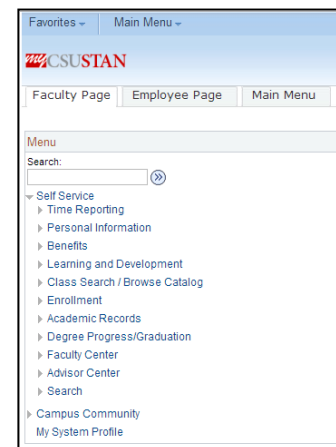 Favorites Main Menu
myCSUSTAN
Faculty Page Employee Page Main Menu
Menu
Search:
Self Service
Time Reporting
Personal Information
Benefits
Learning and Development
Class Search / Browse Catalog
Enrollment
Academic Records
Degree Progress/Graduation
Faculty Center
Advisor Center
Search
Campus Community
My System Profile